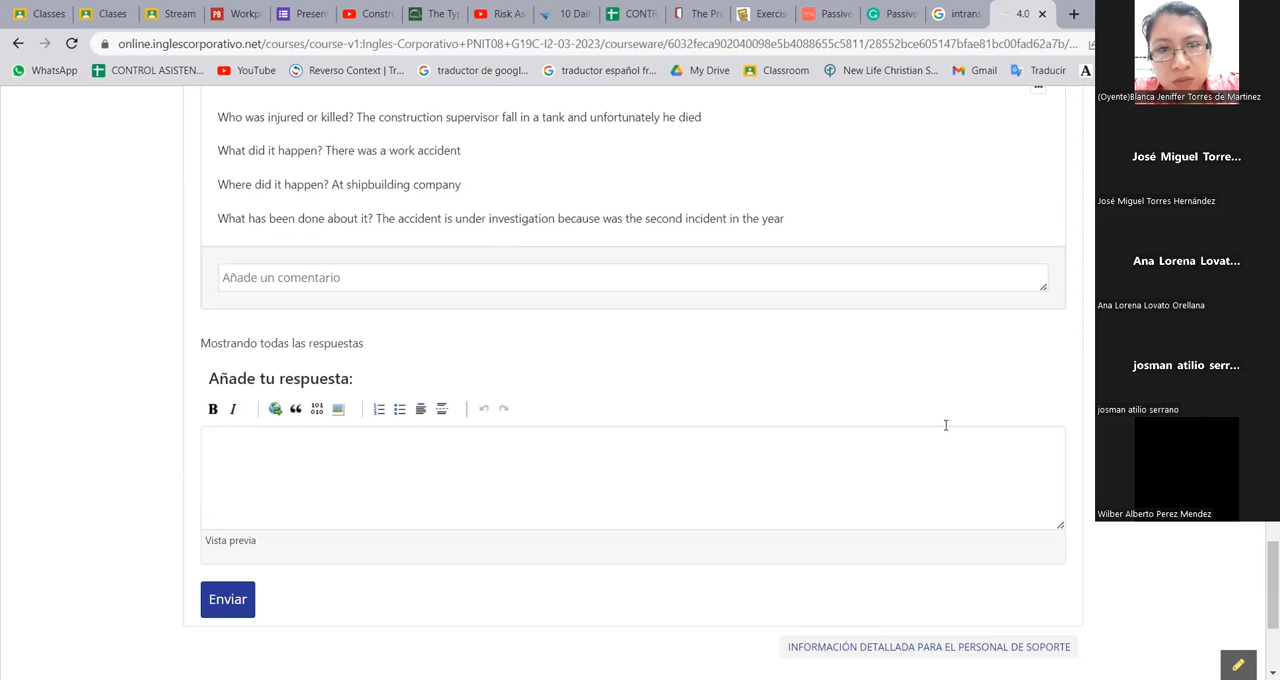 Classes
Clases
Stream
Workp
Present
Constru
The Ty
Risk As
10 Dail
CONTR
The Pr
Exercis
Passive
Passive
intrans
4.0
online.inglescorporativo.net/courses/course-v1:Ingles-Corporativo+PNIT08+G19C-I2-03-2023/courseware/6032feca902040098e5b4088655c5811/28552bce605147bfae81bc00fad62a7b/...
WhatsApp
CONTROL ASISTEN...
YouTube
Reverso Context | Tr...
traductor de googl...
traductor español fr...
My Drive
Classroom
New Life Christian S...
Gmail
Traducir
Who was injured or killed? The construction supervisor fall in a tank and unfortunately he died
What did it happen? There was a work accident
Where did it happen? At shipbuilding company
What has been done about it? The accident is under investigation because was the second incident in the year
Añade un comentario
Mostrando todas las respuestas
Añade tu respuesta:
B I
Vista previa
Enviar
INFORMACIÓN DETALLADA PARA EL PERSONAL DE SOPORTE
(Oyente)Blanca Jeniffer Torres de Martinez
José Miguel Torre...
José Miguel Torres Hernández
Ana Lorena Lovat...
Ana Lorena Lovato Orellana
josman atilio serr...
josman atilio serrano
Wilber Alberto Perez Mendez